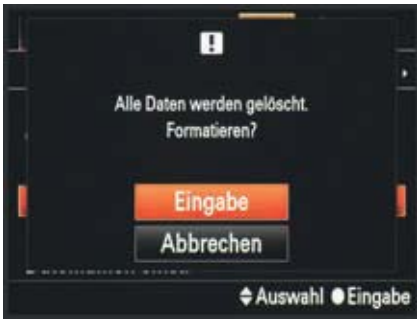 !
Alle Daten werden gelöscht.
Formatieren?
Eingabe
Abbrechen
Auswahl Eingabe